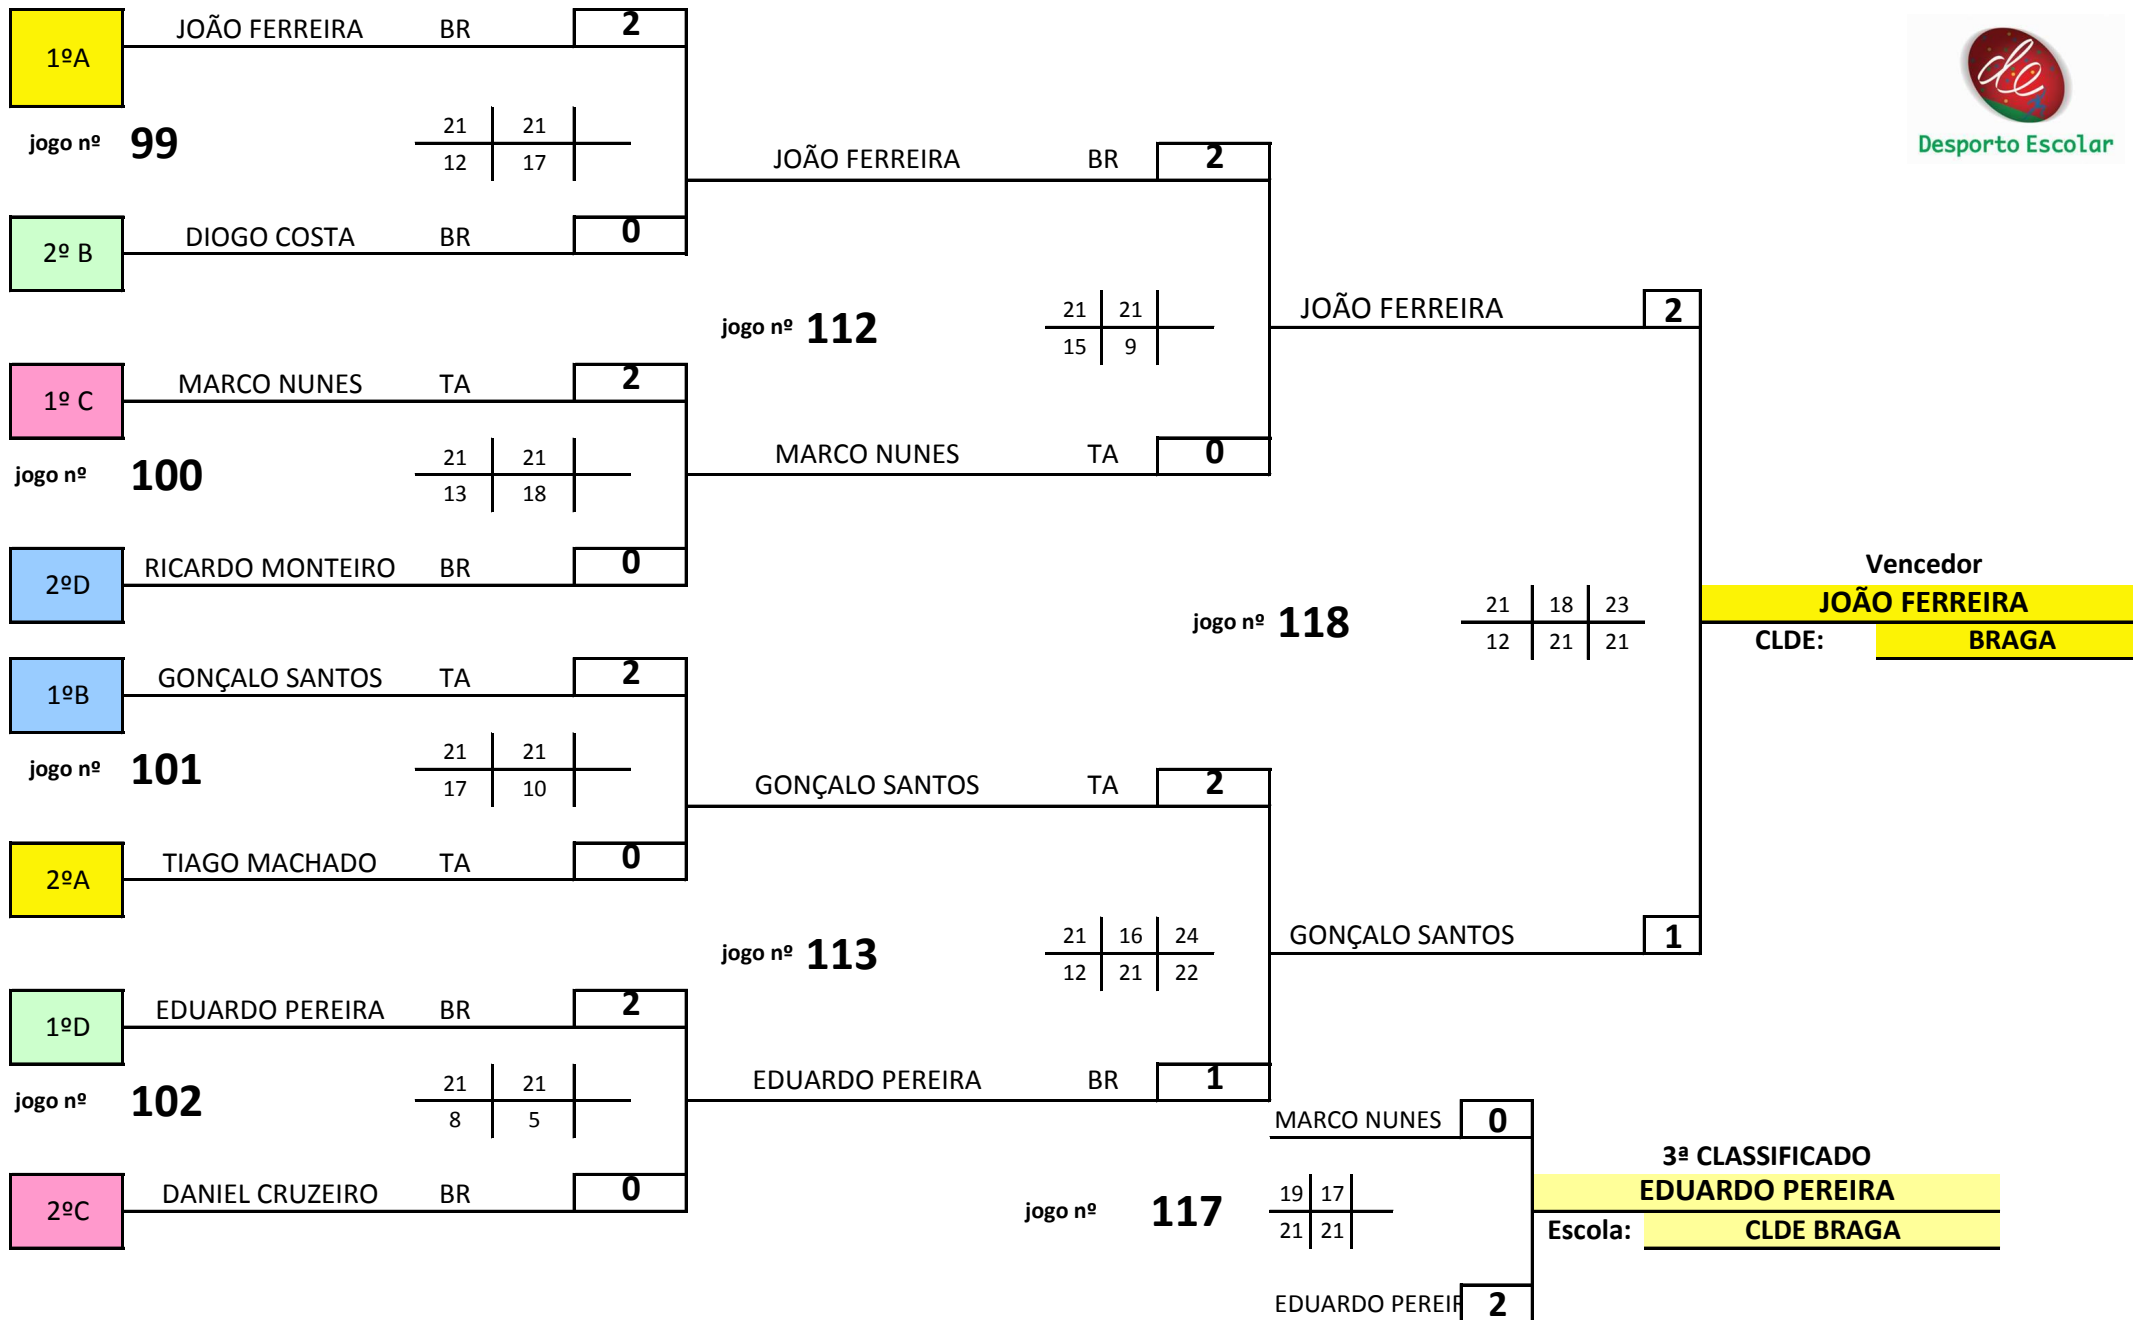 JOÃO FERREIRA BR 2
1ºA
jogo nº 99
21 21
12 17
DIOGO COSTA BR 0
2º B
MARCO NUNES TA 2
1º C
jogo nº 100
21 21
13 18
RICARDO MONTEIRO BR 0
2ºD
GONÇALO SANTOS TA 2
1ºB
jogo nº 101
21 21
17 10
TIAGO MACHADO TA 0
2ºA
EDUARDO PEREIRA BR 2
1ºD
jogo nº 102
21 21
8 5
DANIEL CRUZEIRO BR 0
2ºC
JOÃO FERREIRA BR 2
jogo nº 112
21 21
15 9
MARCO NUNES TA 0
GONÇALO SANTOS TA 2
jogo nº 113
21 16 24
12 21 22
EDUARDO PEREIRA BR 1
JOÃO FERREIRA 2
jogo nº 118
21 18 23
12 21 21
GONÇALO SANTOS 1
MARCO NUNES 0
jogo nº 117
19 17
21 21
EDUARDO PEREIR 2
de
Desporto Escolar
Vencedor
JOÃO FERREIRA
CLDE: BRAGA
3ª CLASSIFICADO
EDUARDO PEREIRA
Escola: CLDE BRAGA